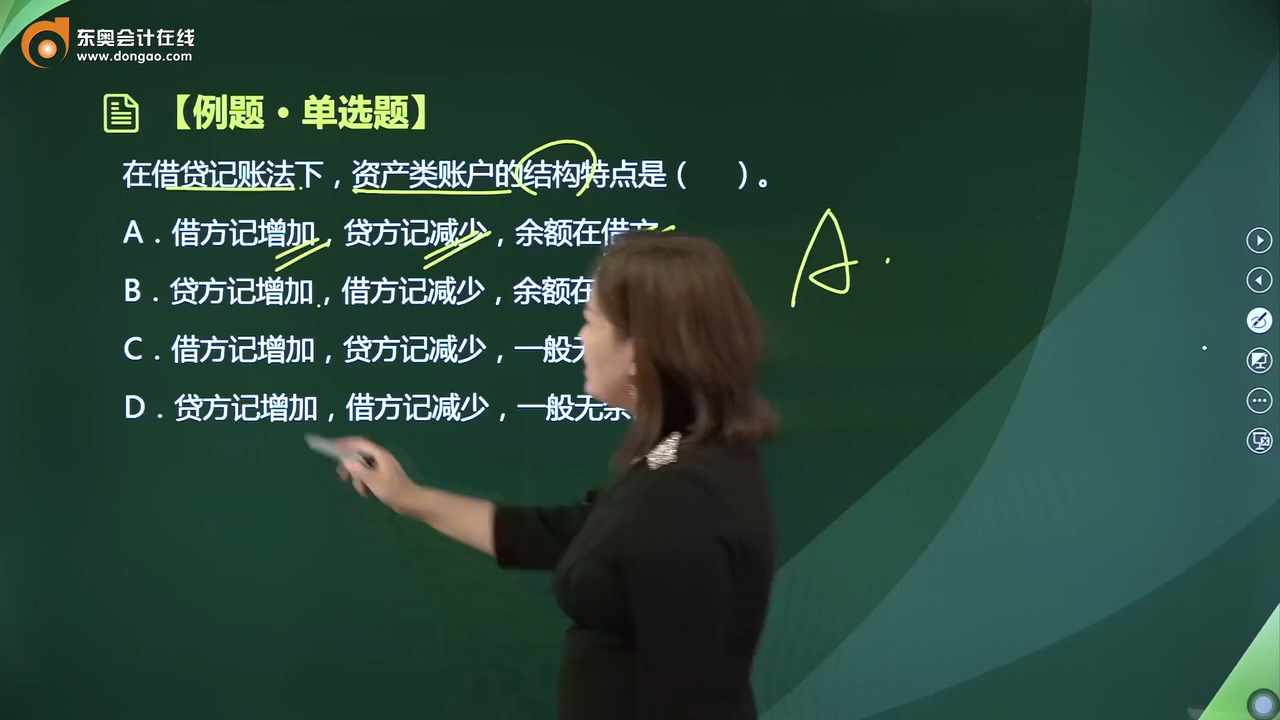 东奥会计在线
www.dongao.com
【例题·单选题】
在借贷记账法下，资产类账户的结构特点是（　　）。
A．借方记增加，贷方记减少，余额在借方
B．贷方记增加，借方记减少，余额在
C．借方记增加，贷方记减少，一般无
D．贷方记增加，借方记减少，一般无余
A.